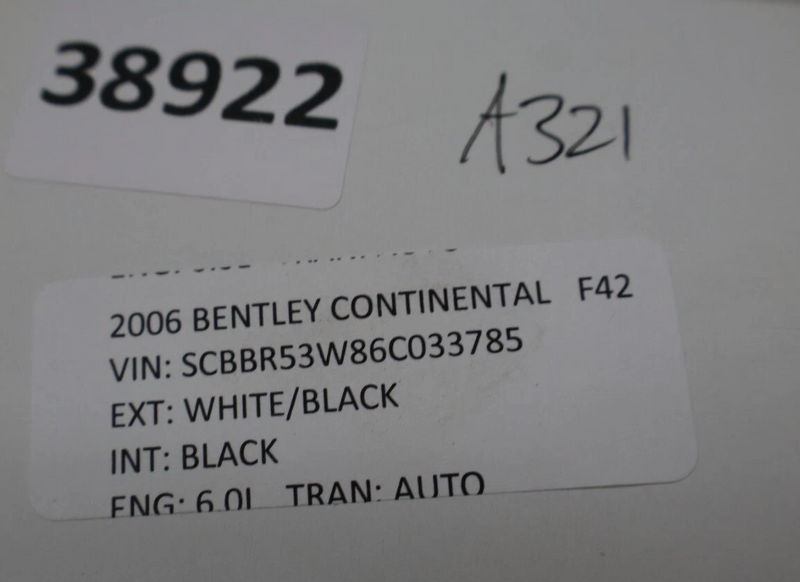 38922
A321
2006 BENTLEY CONTINENTAL F42
VIN: SCBBR53W86C033785
EXT: WHITE/BLACK
INT: BLACK
ENG: 6.0L TRAN: AUTO